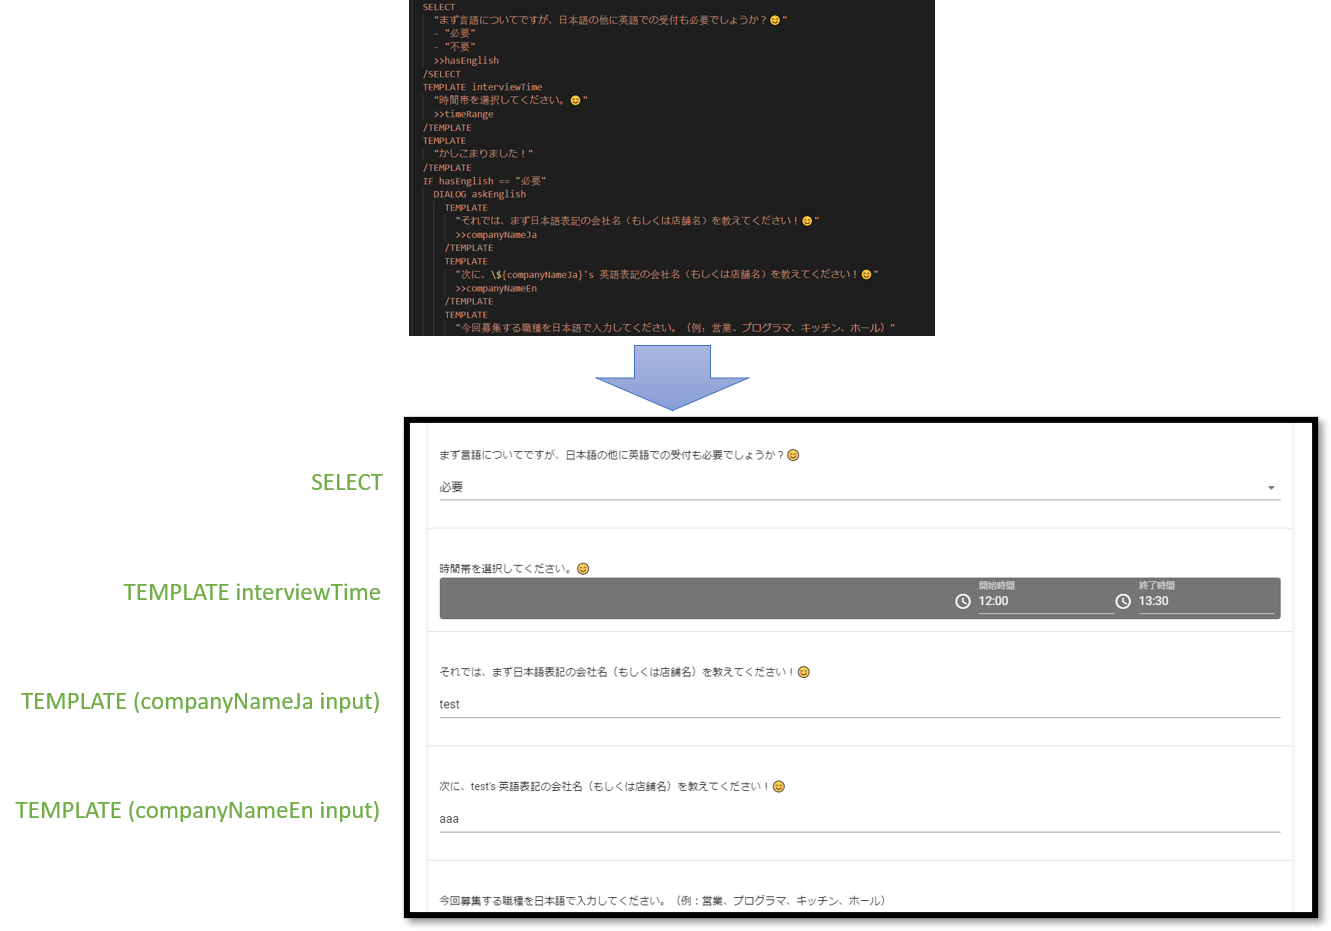 SELECT
"まず言語についてですが、日本語の他に英語での受付も必要でしょうか？😊"
- "必要"
- "不要"
>>hasEnglish
/SELECT
TEMPLATE interviewTime
"時間帯を選択してください。😊"
>>timeRange
/TEMPLATE
TEMPLATE
"かしこまりました！"
/TEMPLATE
IF hasEnglish == "必要"
DIALOG askEnglish
TEMPLATE
"それでは、まず日本語表記の会社名（もしくは店舗名）を教えてください！😊"
>>companyNameJa
/TEMPLATE
TEMPLATE
"次に、\${companyNameJa}'s 英語表記の会社名（もしくは店舗名）を教えてください！😊"
>>companyNameEn
/TEMPLATE
TEMPLATE
"今回募集する職種を日本語で入力してください。（例：営業、プログラマ、キッチン、ホール）"
まず言語についてですが、日本語の他に英語での受付も必要でしょうか？😊
SELECT
必要
時間帯を選択してください。😊
TEMPLATE interviewTime
開始時間
12:00
終了時間
13:30
それでは、まず日本語表記の会社名（もしくは店舗名）を教えてください！😊
TEMPLATE (companyNameJa input)
test
次に、test's 英語表記の会社名（もしくは店舗名）を教えてください！😊
TEMPLATE (companyNameEn input)
aaa
今回募集する職種を日本語で入力してください。（例：営業、プログラマ、キッチン、ホール）